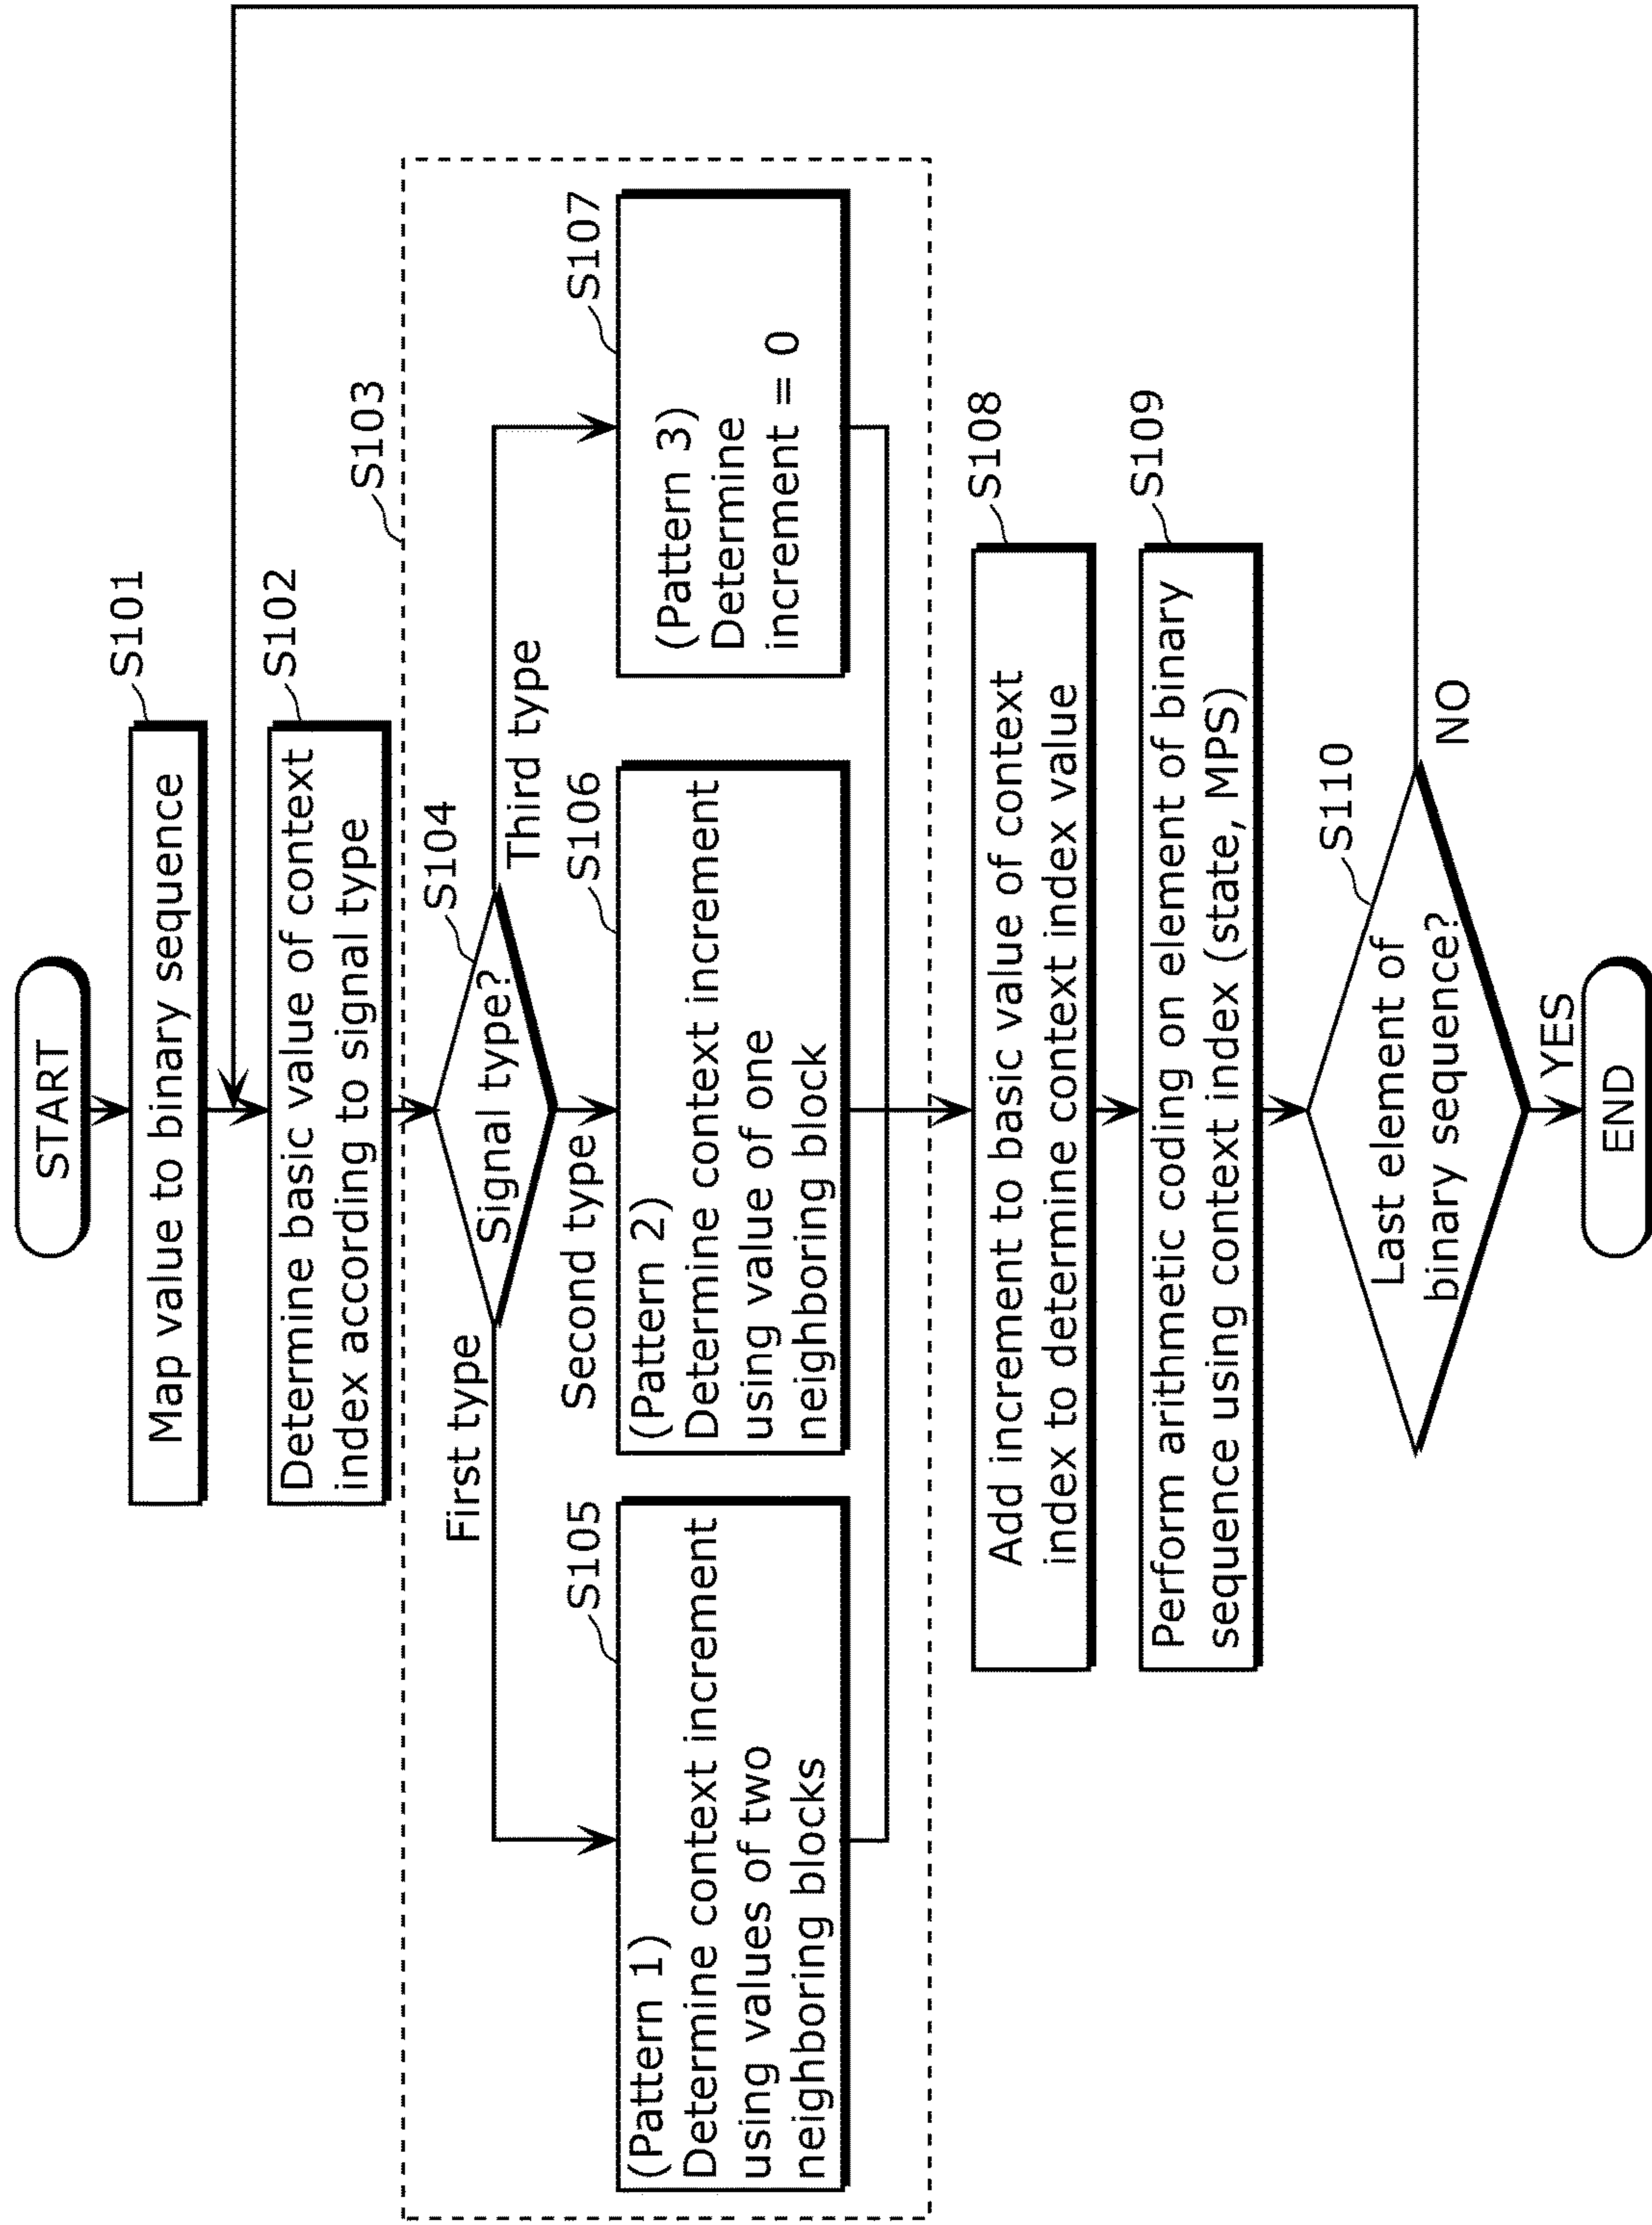 START
S101
Map value to binary sequence
S102
Determine basic value of context
index according to signal type
S103
S104
Signal type?
First type
Second type
Third type
S105
(Pattern 1)
Determine context increment
using values of two
neighboring blocks
S106
(Pattern 2)
Determine context increment
using value of one
neighboring block
S107
(Pattern 3)
Determine
increment = 0
S108
Add increment to basic value of context
index to determine context index value
S109
Perform arithmetic coding on element of binary
sequence using context index (state, MPS)
S110
Last element of
binary sequence?
NO
YES
END